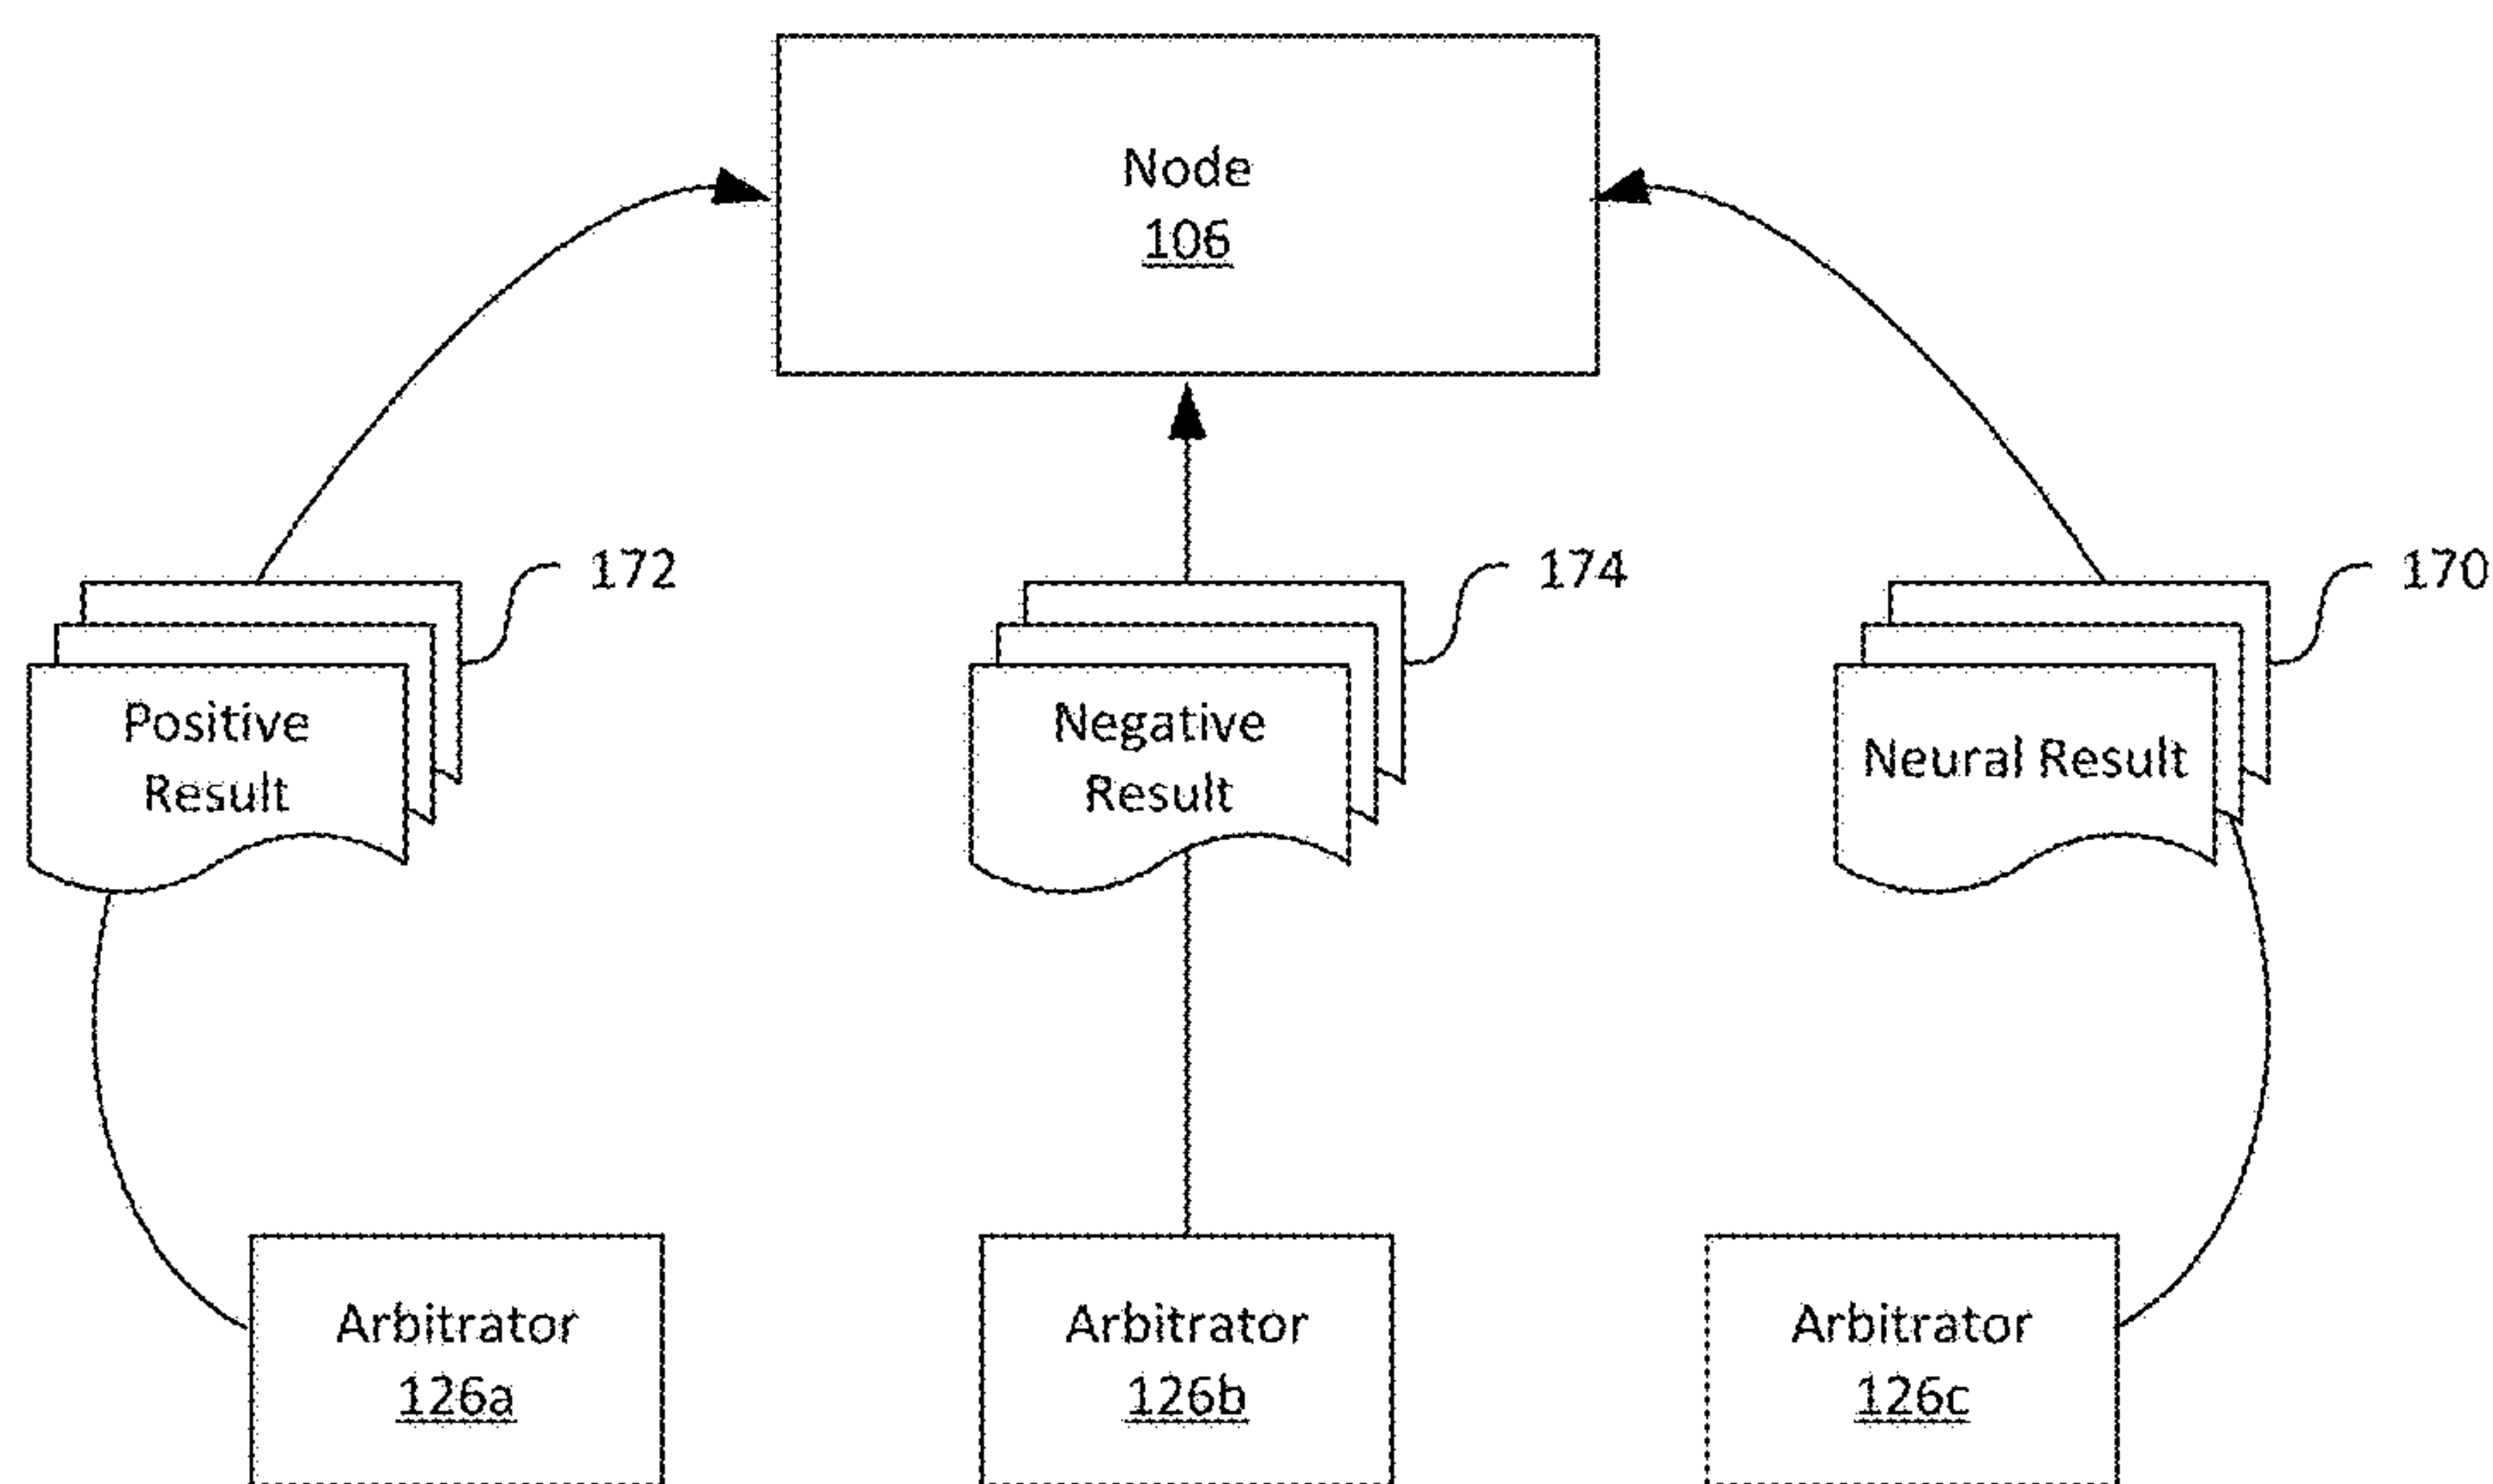 Node
106
172
174
170
Positive
Result
Negative
Result
Neural Result
Arbitrator
126a
Arbitrator
126b
Arbitrator
126c